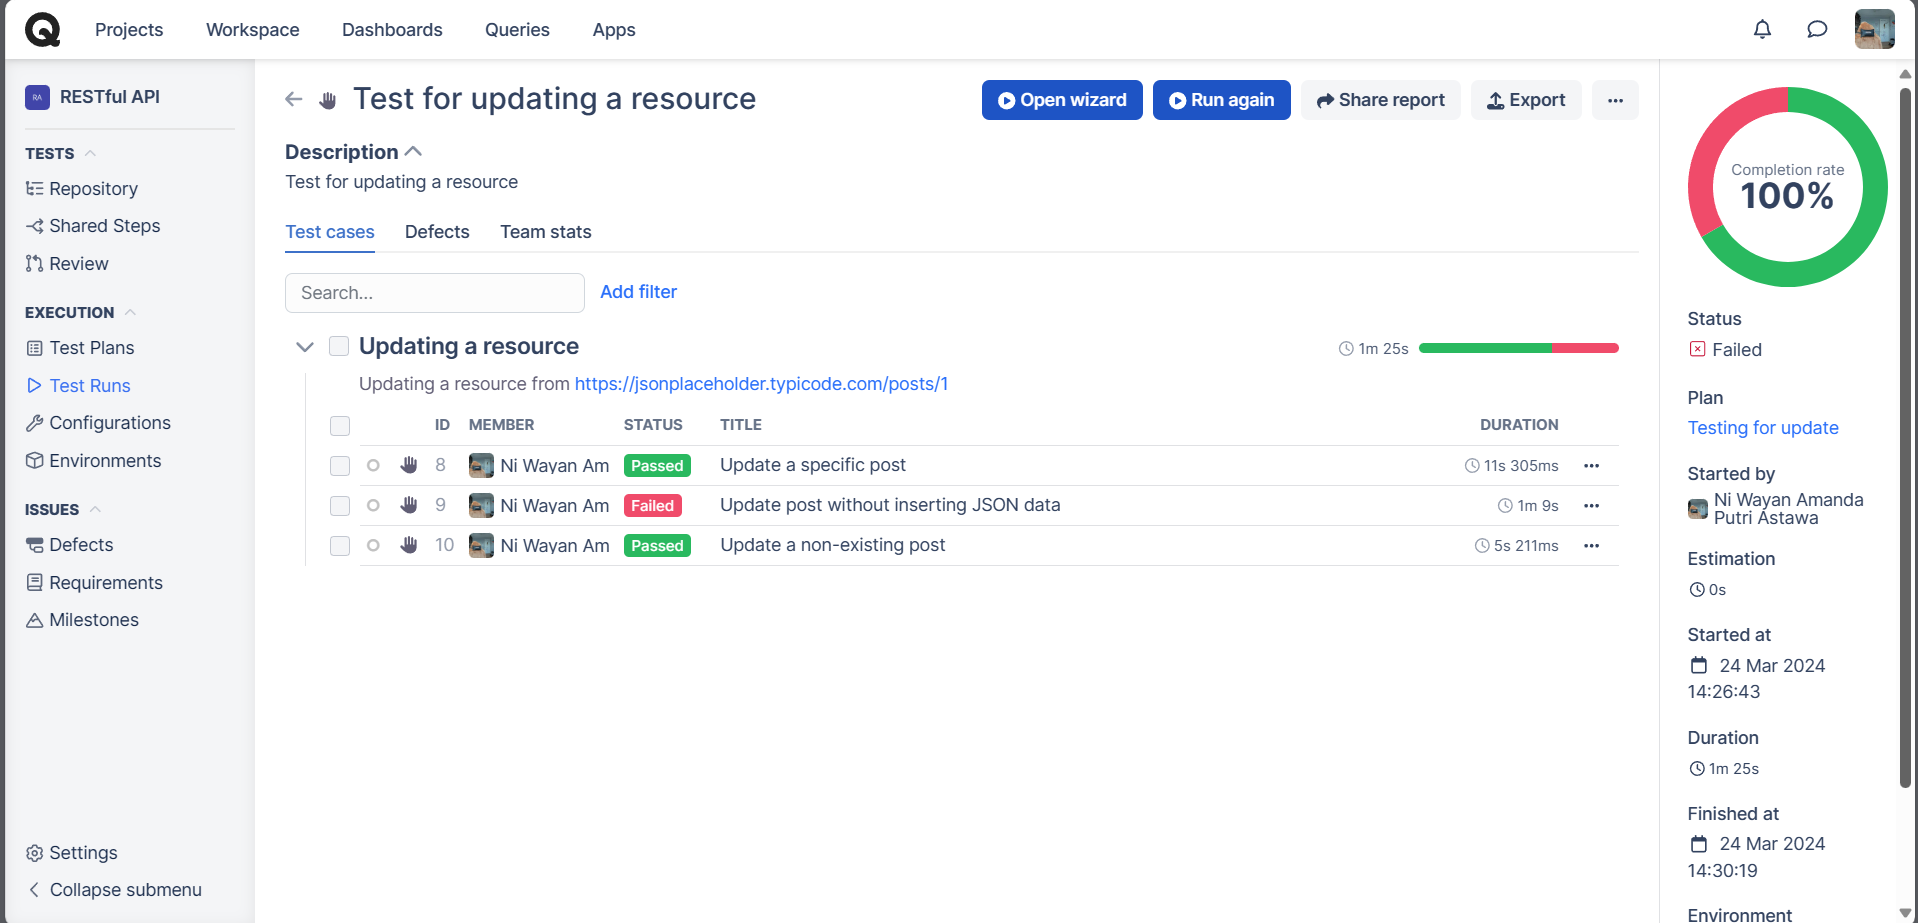 Projects Workspace Dashboards Queries Apps
RA RESTful API
TESTS
Repository
Shared Steps
Review
EXECUTION
Test Plans
Test Runs
Configurations
Environments
ISSUES
Defects
Requirements
Milestones
Settings
Collapse submenu
Test for updating a resource
Open wizard Run again Share report Export
Description
Test for updating a resource
Test cases Defects Team stats
Search... Add filter
Updating a resource 1m 25s
Updating a resource from https://jsonplaceholder.typicode.com/posts/1
ID MEMBER STATUS TITLE DURATION
8 Ni Wayan Am Passed Update a specific post 11s 305ms
9 Ni Wayan Am Failed Update post without inserting JSON data 1m 9s
10 Ni Wayan Am Passed Update a non-existing post 5s 211ms
Completion rate
100%
Status
Failed
Plan
Testing for update
Started by
Ni Wayan Amanda
Putri Astawa
Estimation
0s
Started at
24 Mar 2024
14:26:43
Duration
1m 25s
Finished at
24 Mar 2024
14:30:19
Environment